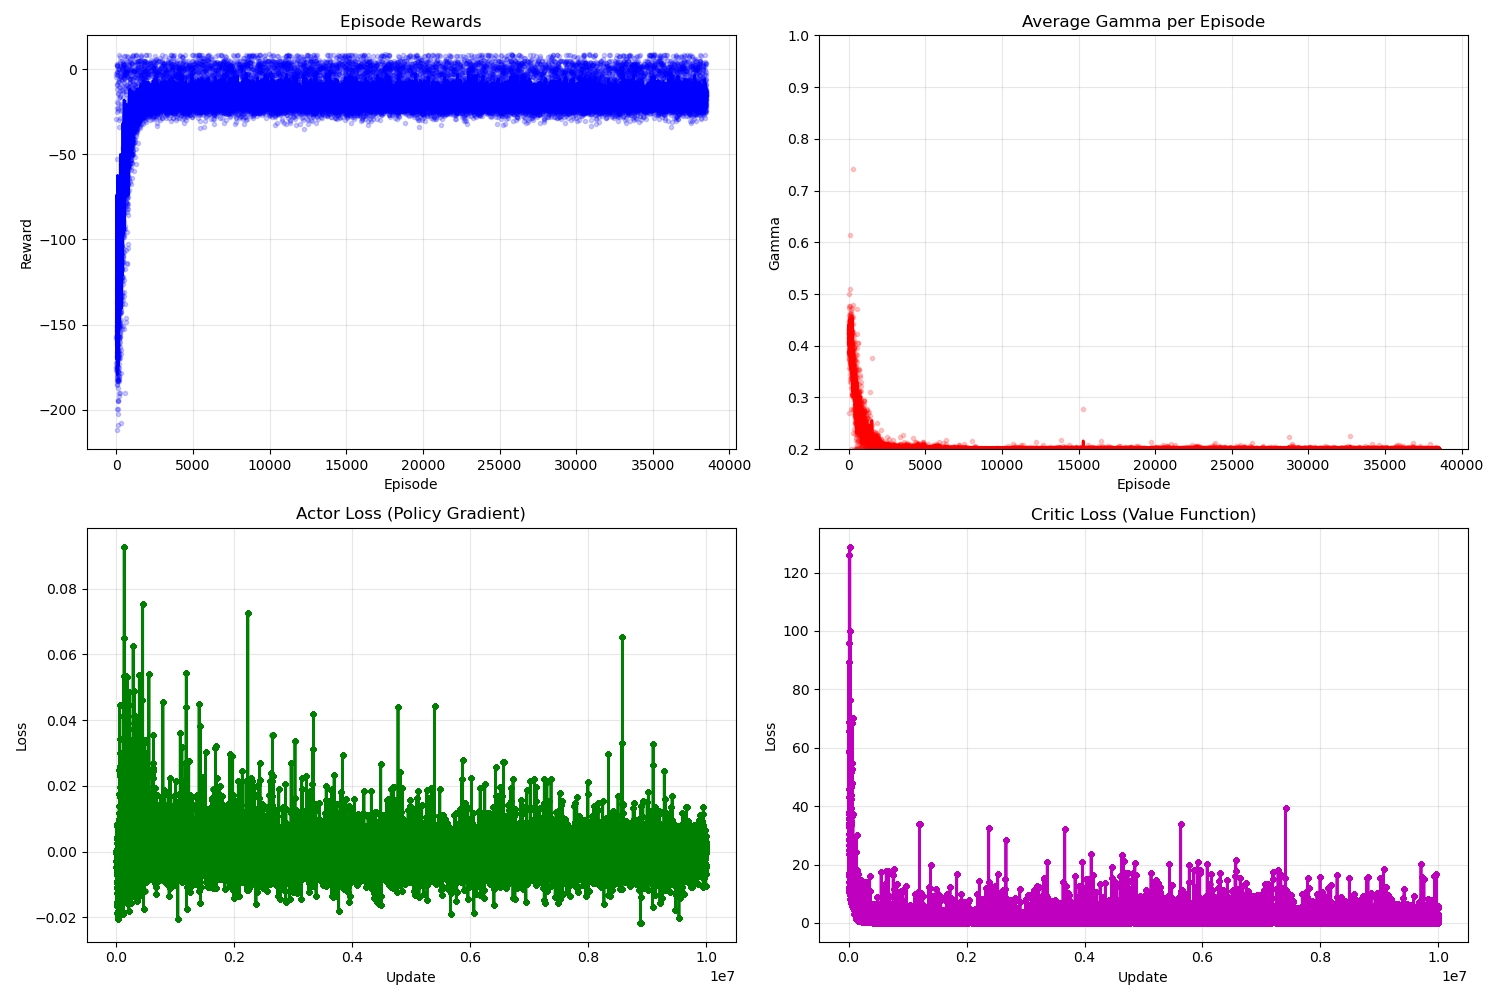 Episode Rewards
0
−50
−100
−150
−200
Reward
0 5000 10000 15000 20000 25000 30000 35000 40000
Episode
Average Gamma per Episode
1.0
0.9
0.8
0.7
0.6
0.5
0.4
0.3
0.2
Gamma
0 5000 10000 15000 20000 25000 30000 35000 40000
Episode
Actor Loss (Policy Gradient)
0.08
0.06
0.04
0.02
0.00
−0.02
Loss
0.0 0.2 0.4 0.6 0.8 1.0
1e7
Update
Critic Loss (Value Function)
120
100
80
60
40
20
0
Loss
0.0 0.2 0.4 0.6 0.8 1.0
1e7
Update